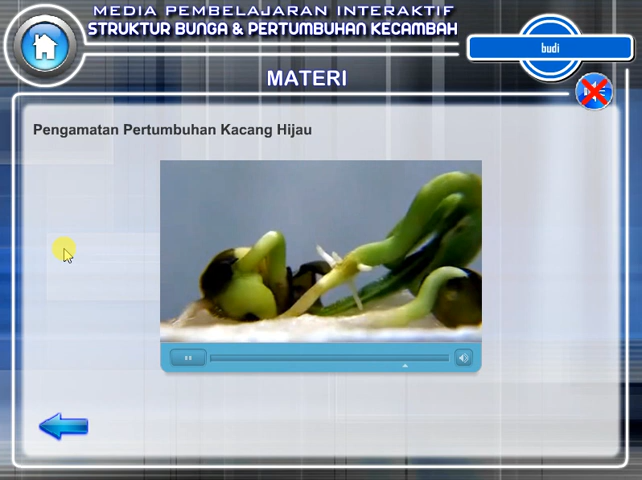 MEDIA PEMBELAJARAN INTERAKTIF
STRUKTUR BUNGA & PERTUMBUHAN KECAMBAH
budi
MATERI
Pengamatan Pertumbuhan Kacang Hijau